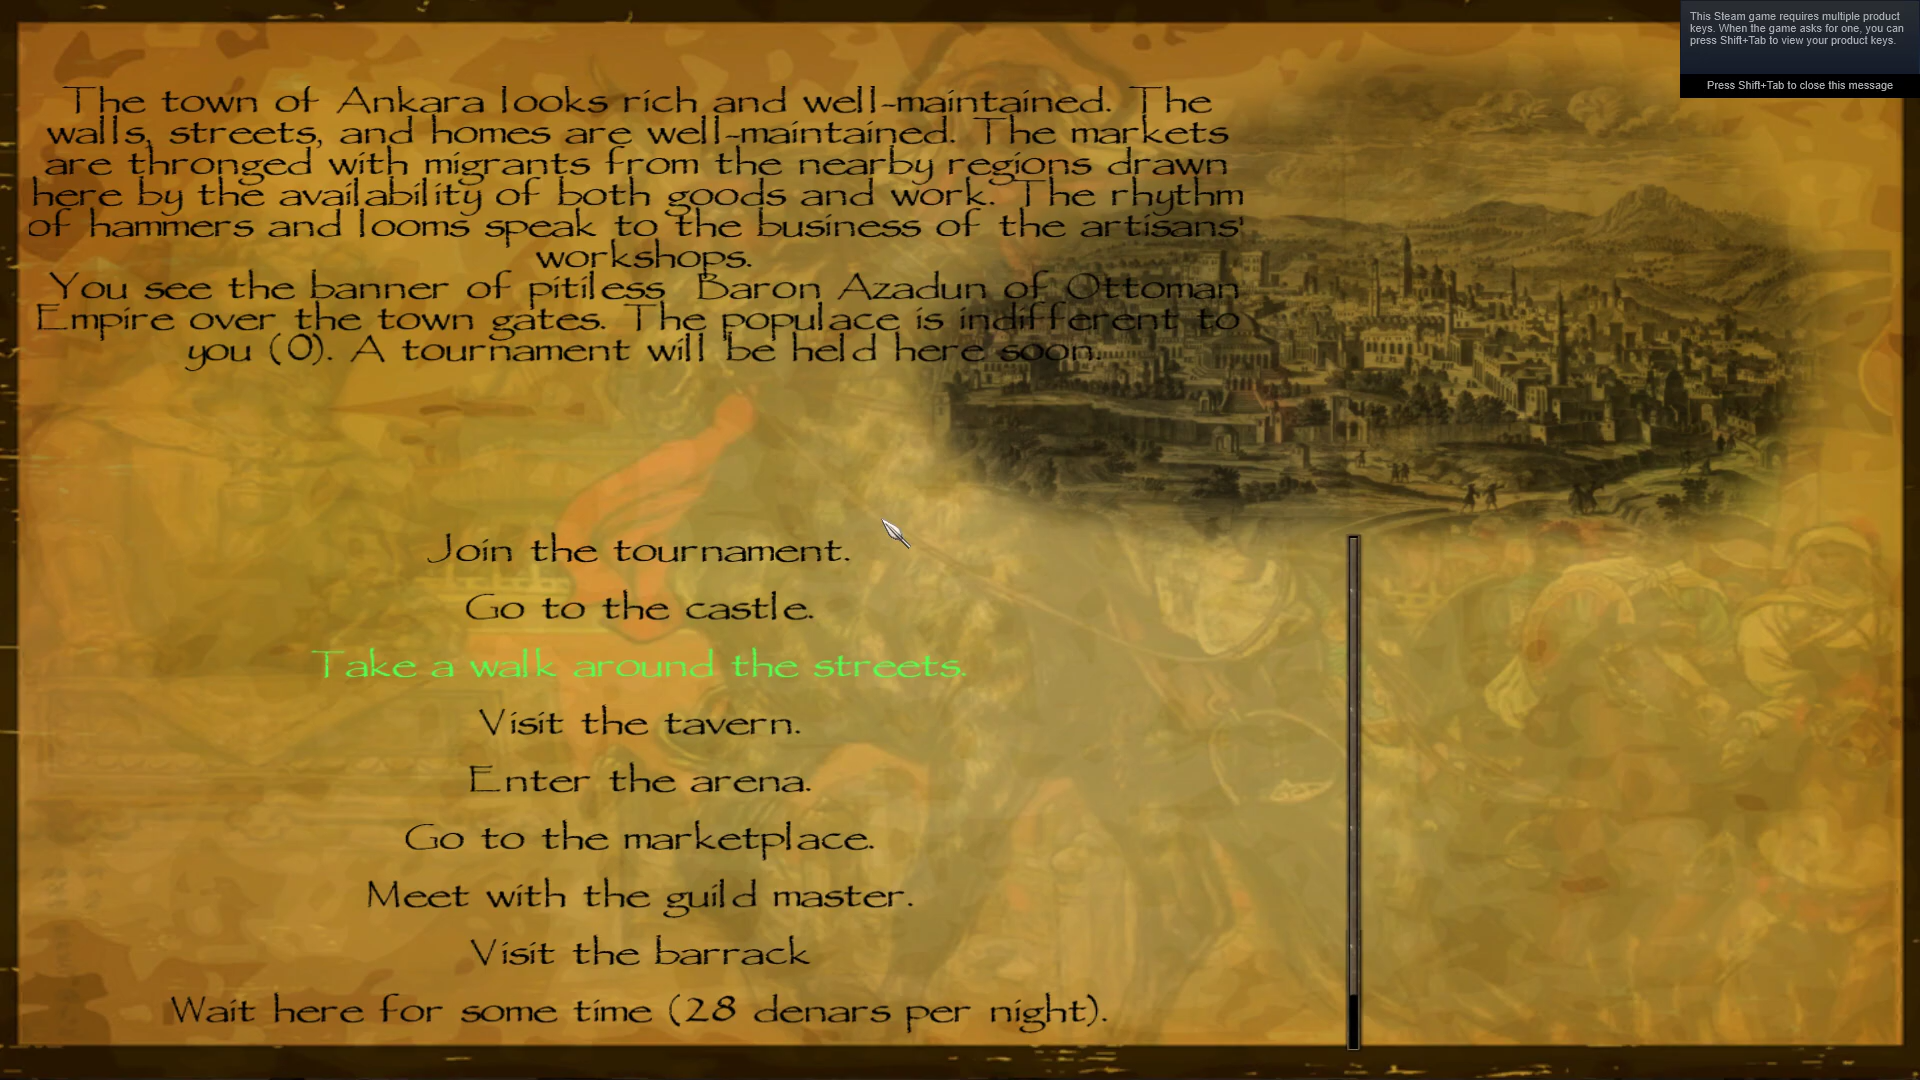 This Steam game requires multiple product
keys. When the game asks for one, you can
press Shift+Tab to view your product keys.
Press Shift+Tab to close this message
The town of Ankara looks rich and well-maintained. The
walls, streets, and homes are well-maintained. The markets
are thronged with migrants from the nearby regions drawn
here by the availability of both goods and work. The rhythm
of hammers and looms speak to the business of the artisans'
workshops.
You see the banner of pitiless Baron Azadun of Ottoman
Empire over the town gates. The populace is indifferent to
you (0). A tournament will be held here soon.
Join the tournament.
Go to the castle.
Take a walk around the streets.
Visit the tavern.
Enter the arena.
Go to the marketplace.
Meet with the guild master.
Visit the barrack
Wait here for some time (28 denars per night).